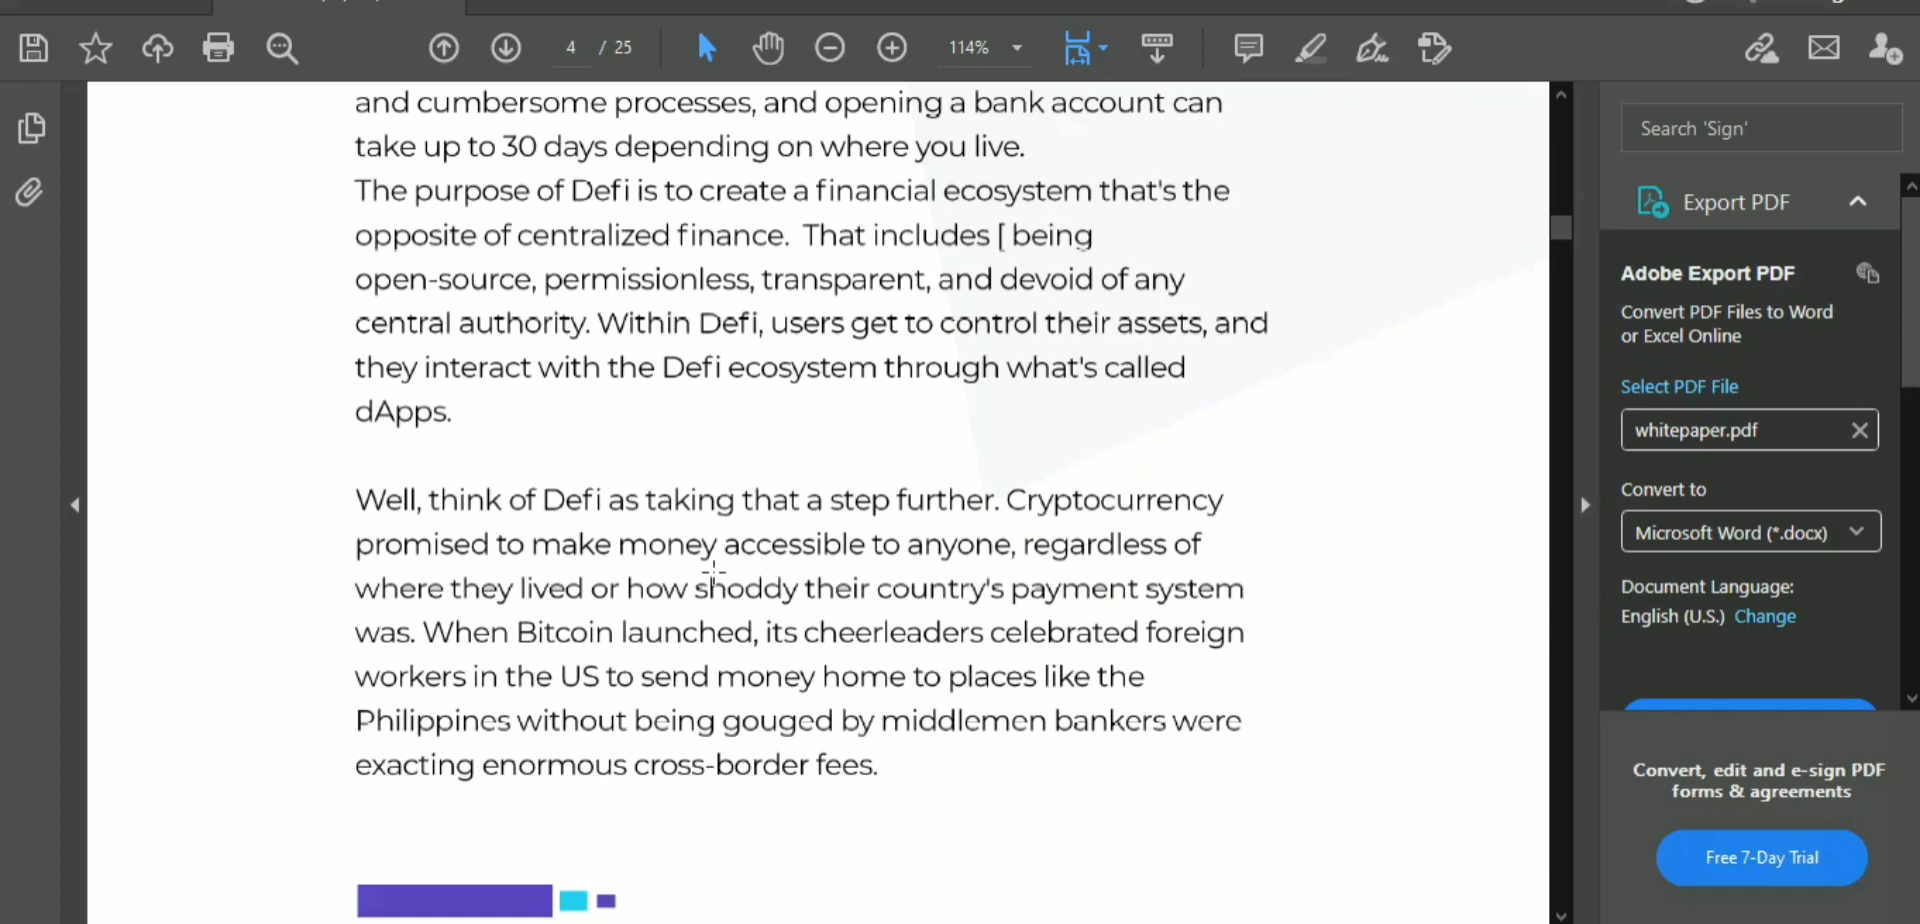 4 / 25
114%
and cumbersome processes, and opening a bank account can
take up to 30 days depending on where you live.
The purpose of Defi is to create a financial ecosystem that's the
opposite of centralized finance.  That includes [ being
open-source, permissionless, transparent, and devoid of any
central authority. Within Defi, users get to control their assets, and
they interact with the Defi ecosystem through what's called
dApps.
Well, think of Defi as taking that a step further. Cryptocurrency
promised to make money accessible to anyone, regardless of
where they lived or how shoddy their country's payment system
was. When Bitcoin launched, its cheerleaders celebrated foreign
workers in the US to send money home to places like the
Philippines without being gouged by middlemen bankers were
exacting enormous cross-border fees.
Search 'Sign'
Export PDF
Adobe Export PDF
Convert PDF Files to Word
or Excel Online
Select PDF File
whitepaper.pdf
Convert to
Microsoft Word (*.docx)
Document Language:
English (U.S.) Change
Convert, edit and e-sign PDF
forms & agreements
Free 7-Day Trial